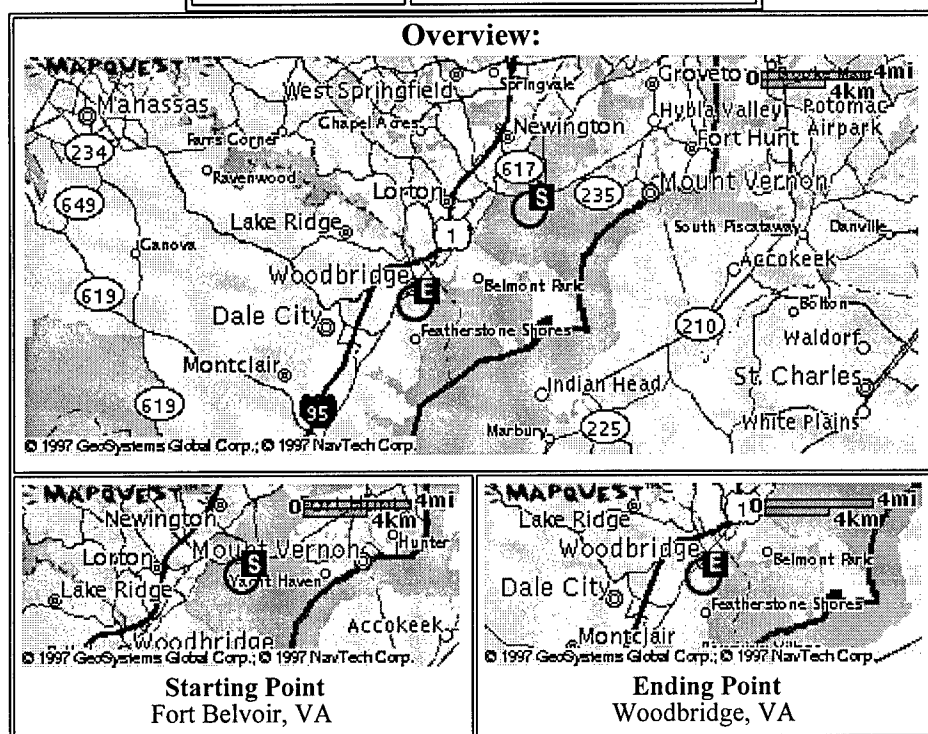 Overview:
MAPQUEST™
0 4mi
4km
West Springfield
Springvale
Groveto
Manassas
Chapel Acres
Newington
Hybla Valley
Potomac
Airpark
Farrs Corner
Fort Hunt
234
617
Ravenwood
S
235
Mount Vernon
649
Lorton
Lake Ridge
1
South Piscataway
Danville
Canova
Accokeek
Woodbridge
E
Belmont Park
619
Bolton
Dale City
Featherstone Shores
210
Waldorf
Montclair
Indian Head
St. Charles
619
95
Marbury
225
White Plains
© 1997 GeoSystems Global Corp.; © 1997 NavTech Corp.
MAPQUEST™
0 4mi
4km
Newington
Hunter
Lorton
Mount Vernon
S
Yacht Haven
Lake Ridge
Accokeek
Woodbridge
© 1997 GeoSystems Global Corp.; © 1997 NavTech Corp.
Starting Point
Fort Belvoir, VA
MAPQUEST™
0 4mi
4km
Lake Ridge
1
Woodbridge
E
Belmont Park
Dale City
Featherstone Shores
Montclair
© 1997 GeoSystems Global Corp.; © 1997 NavTech Corp.
Ending Point
Woodbridge, VA